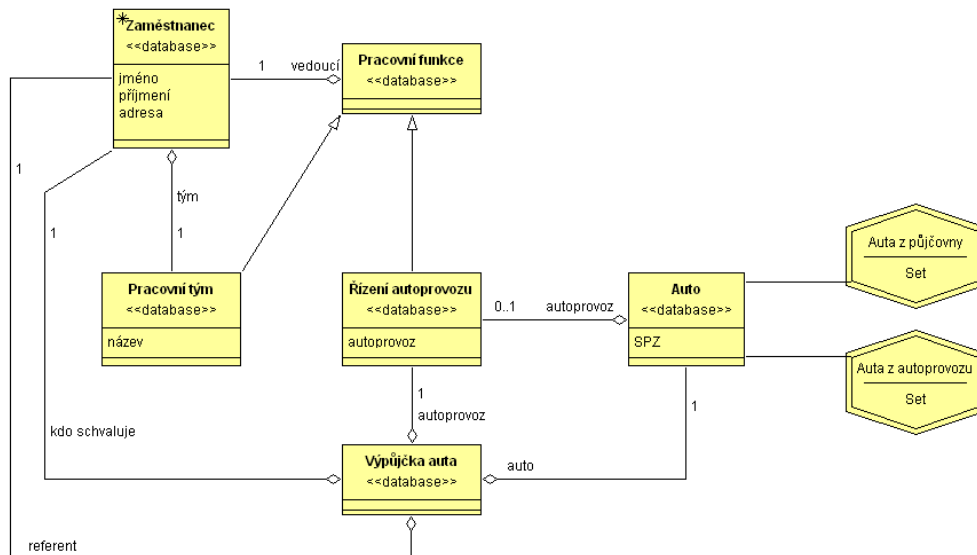 Zaměstnanec
<<database>>
jméno
příjmení
adresa
1
vedoucí
Pracovní funkce
<<database>>
1
tým
1
1
Pracovní tým
<<database>>
název
Řízení autoprovozu
<<database>>
autoprovoz
0..1
autoprovoz
Auto
<<database>>
SPZ
Auta z půjčovny
Set
Auta z autoprovozu
Set
1
autoprovoz
1
kdo schvaluje
Výpůjčka auta
<<database>>
auto
referent